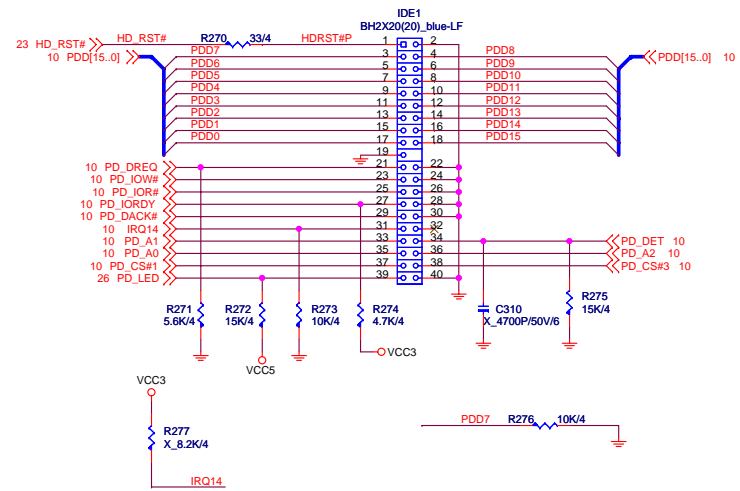 IDE1
BH2X20(20)_blue-LF
23 HD_RST# R270 33/4 HDRST#P 1 2
10 PDD[15..0] PDD7 3 4 PDD8 PDD[15..0] 10
PDD6 5 6 PDD9
PDD5 7 8 PDD10
PDD4 9 10 PDD11
PDD3 11 12 PDD12
PDD2 13 14 PDD13
PDD1 15 16 PDD14
PDD0 17 18 PDD15
19
10 PD_DREQ 21 22
10 PD_IOW# 23 24
10 PD_IOR# 25 26
10 PD_IORDY 27 28
10 PD_DACK# 29 30
10 IRQ14 31 32
10 PD_A1 33 34 PD_DET 10
10 PD_A0 35 36 PD_A2 10
10 PD_CS#1 37 38 PD_CS#3 10
26 PD_LED 39 40
R271 R272 R273 R274 C310 R275
5.6K/4 15K/4 10K/4 4.7K/4 X_4700P/50V/6 15K/4
VCC3
VCC5
VCC3
R277
X_8.2K/4
IRQ14
PDD7 R276 10K/4